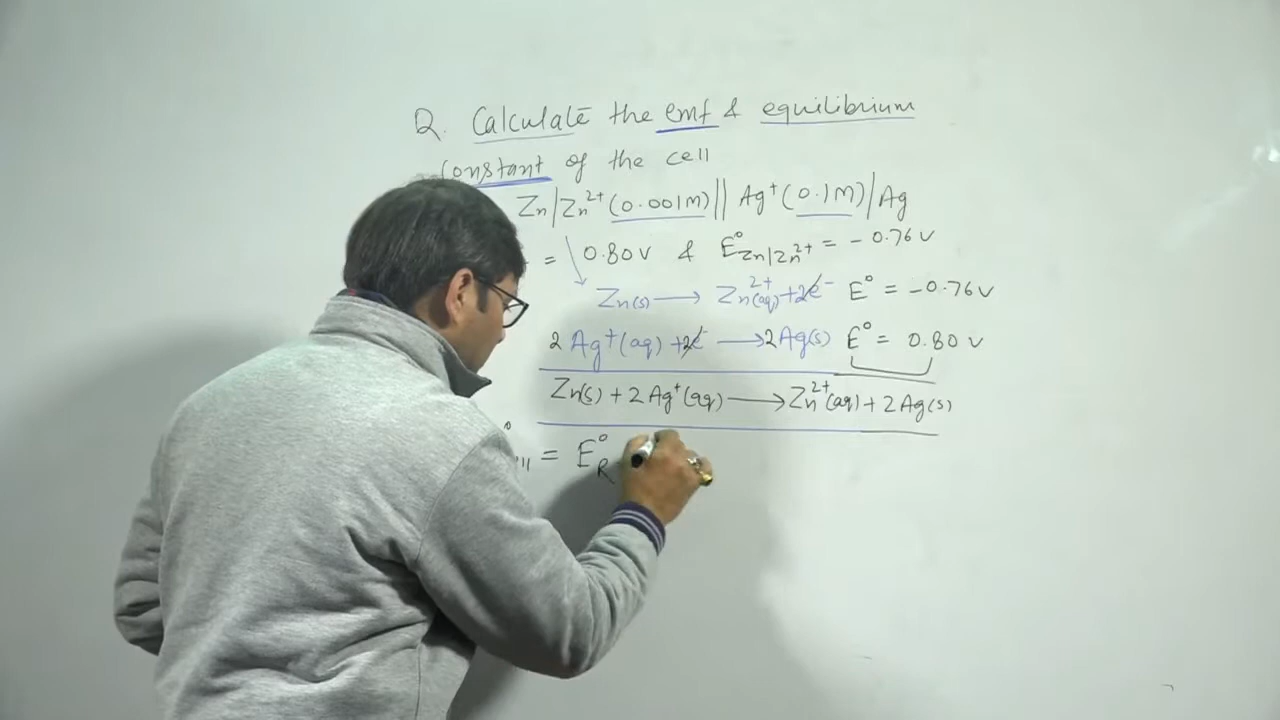 Q. Calculate the emf & equilibrium
constant of the cell
Zn|Zn²⁺(0.001M)||Ag⁺(0.1M)|Ag
= 0.80V & E°Zn|Zn²⁺ = -0.76V
Zn(s) → Zn²⁺(aq)+2e⁻ E° = -0.76V
2Ag⁺(aq)+2e⁻ → 2Ag(s) E° = 0.80V
Zn(s) + 2Ag⁺(aq) → Zn²⁺(aq) + 2Ag(s)
= E°R